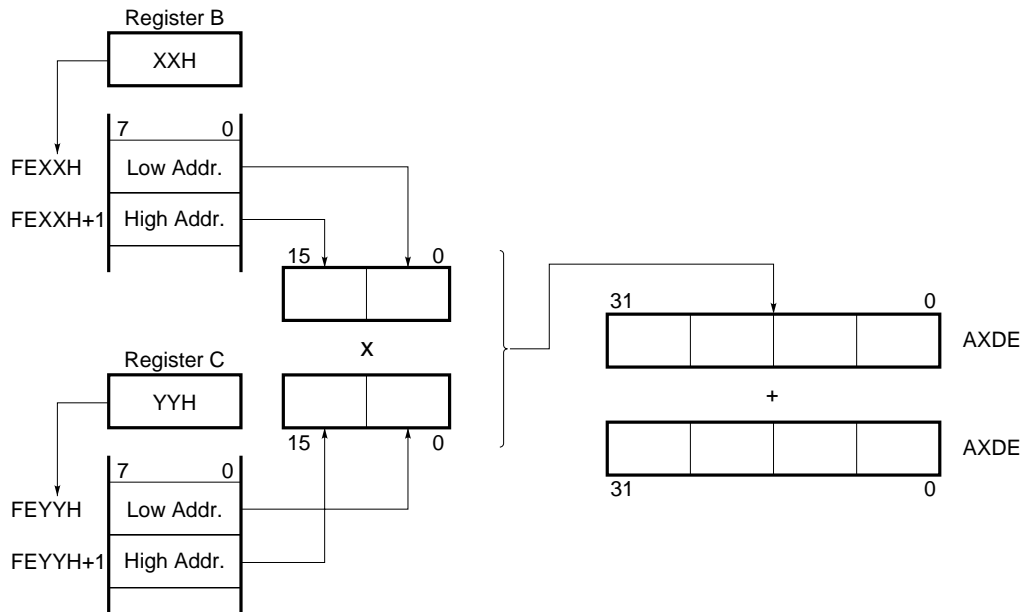 Register B
XXH
7 0
FEXXH Low Addr.
FEXXH+1 High Addr.
15 0
x
Register C
YYH
15 0
7 0
FEYYH Low Addr.
FEYYH+1 High Addr.
31 0
AXDE
+
AXDE
31 0